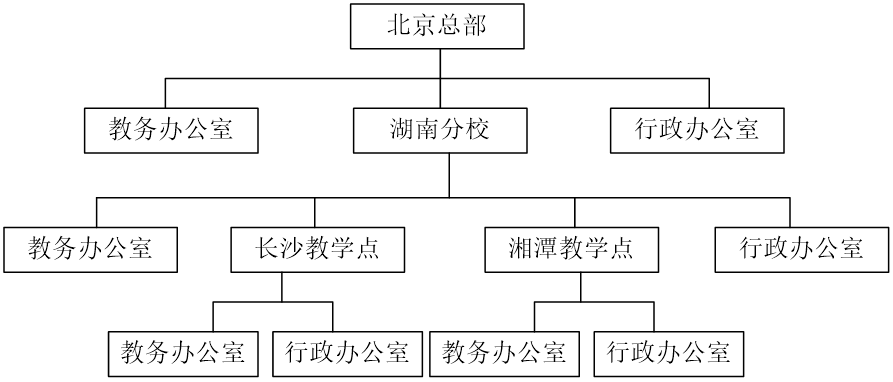 北京总部
教务办公室
湖南分校
行政办公室
教务办公室
长沙教学点
湘潭教学点
行政办公室
教务办公室
行政办公室
教务办公室
行政办公室